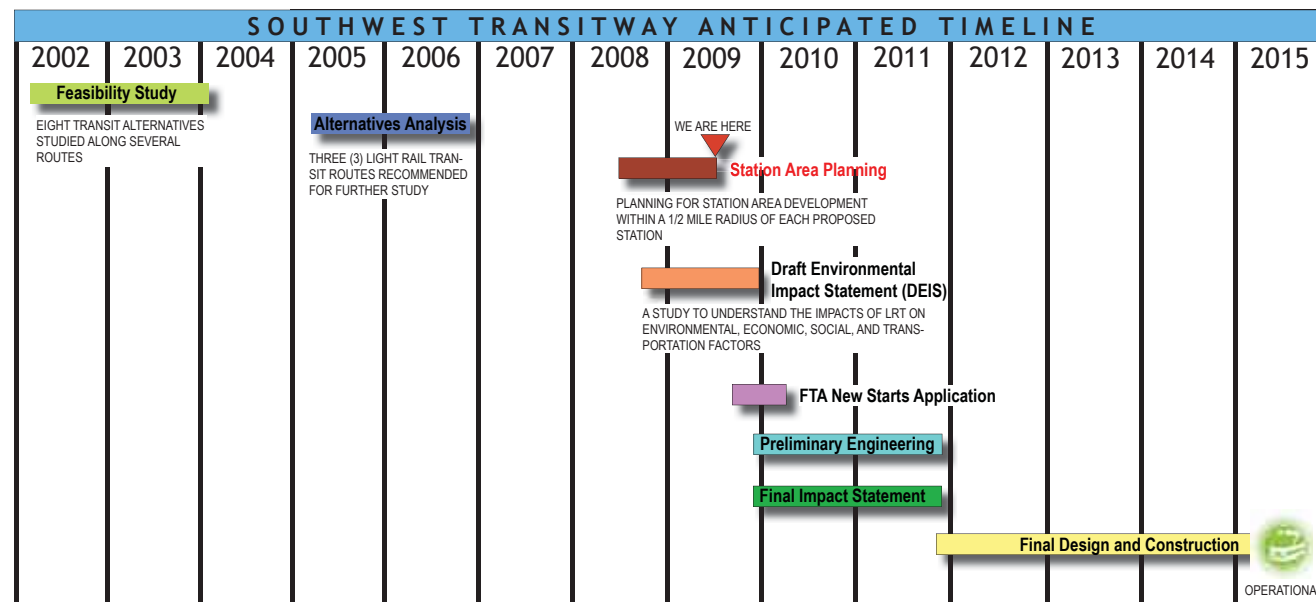 SOUTHWEST TRANSITWAY ANTICIPATED TIMELINE
2002 2003 2004 2005 2006 2007 2008 2009 2010 2011 2012 2013 2014 2015
Feasibility Study
EIGHT TRANSIT ALTERNATIVES
STUDIED ALONG SEVERAL
ROUTES
Alternatives Analysis
THREE (3) LIGHT RAIL TRAN-
SIT ROUTES RECOMMENDED
FOR FURTHER STUDY
WE ARE HERE
Station Area Planning
PLANNING FOR STATION AREA DEVELOPMENT
WITHIN A 1/2 MILE RADIUS OF EACH PROPOSED
STATION
Draft Environmental
Impact Statement (DEIS)
A STUDY TO UNDERSTAND THE IMPACTS OF LRT ON
ENVIRONMENTAL, ECONOMIC, SOCIAL, AND TRANS-
PORTATION FACTORS
FTA New Starts Application
Preliminary Engineering
Final Impact Statement
Final Design and Construction
OPERATIONA